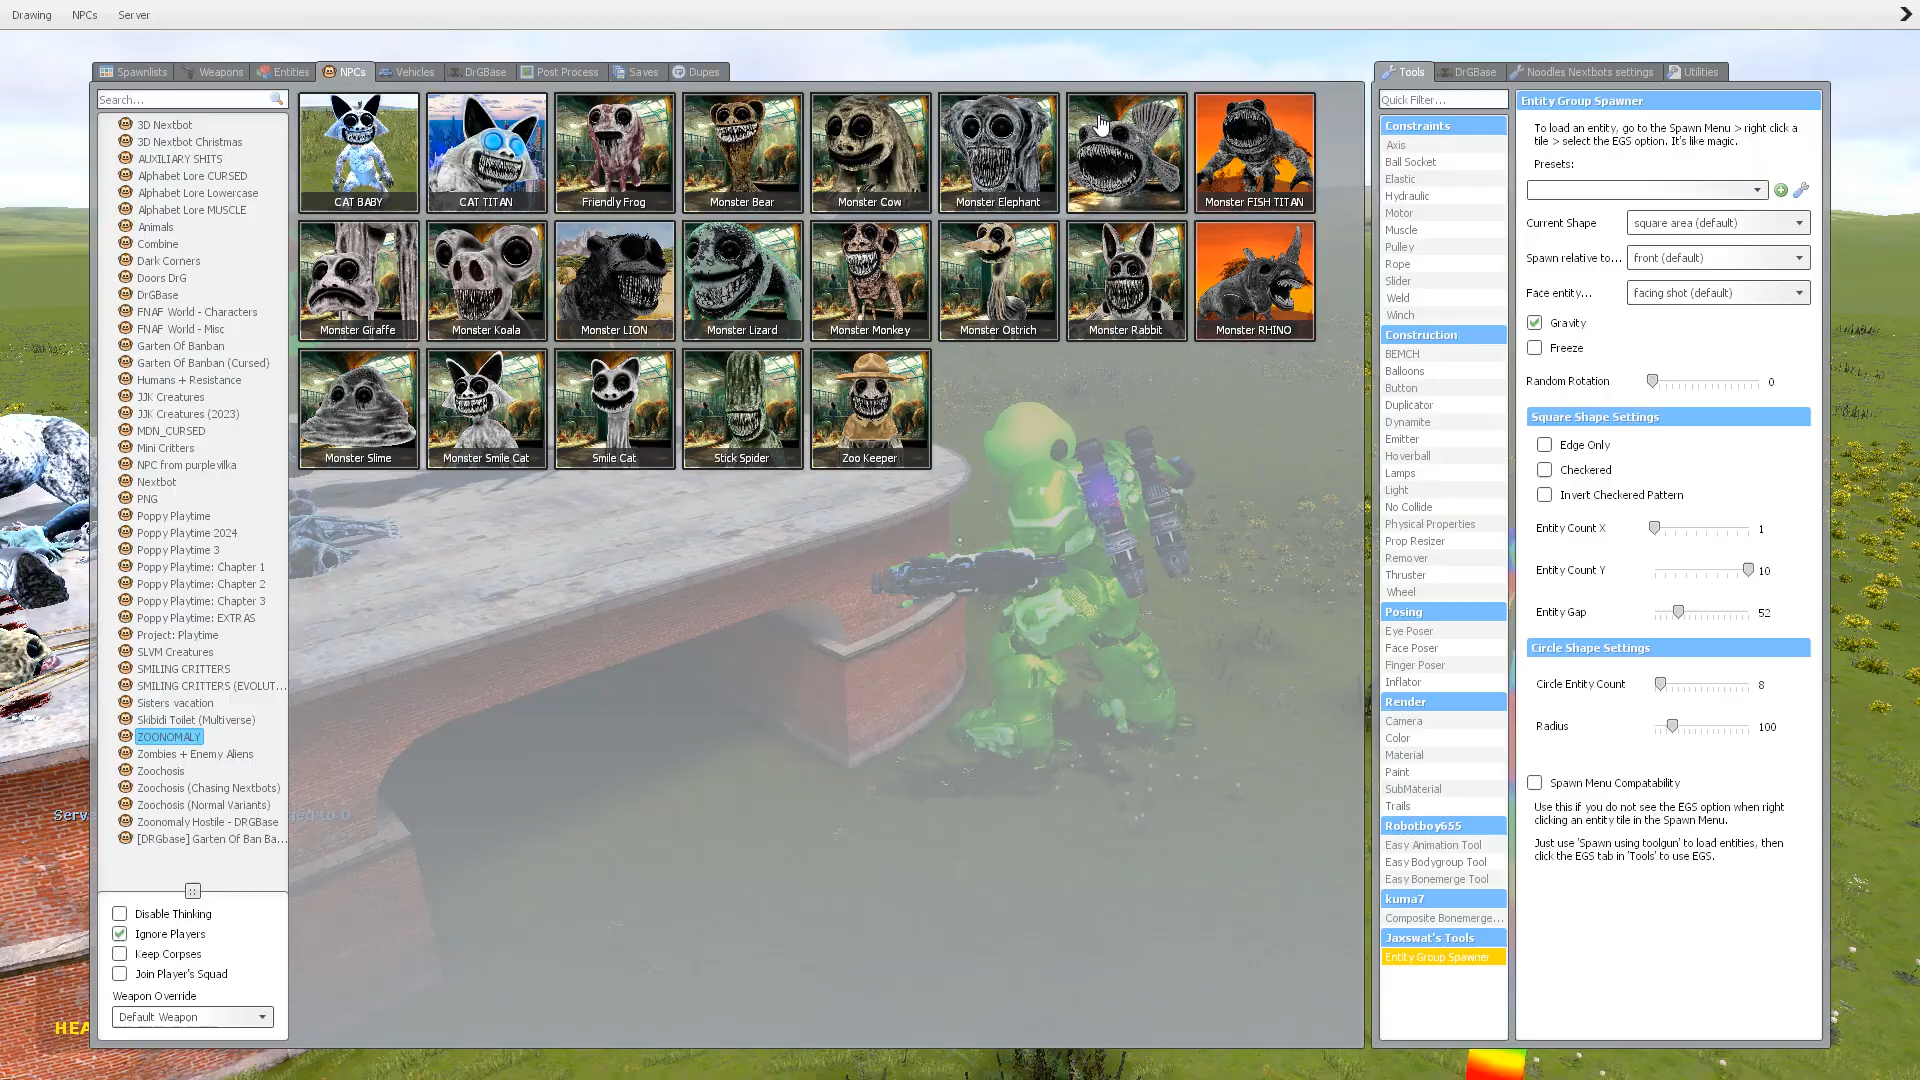 Drawing NPCs Server
Spawnlists Weapons Entities NPCs Vehicles DrGBase Post Process Saves Dupes
Search...
3D Nextbot
3D Nextbot Christmas
AUXILIARY SHITS
Alphabet Lore CURSED
Alphabet Lore Lowercase
Alphabet Lore MUSCLE
Animals
Combine
Dark Corners
Doors DrG
DrGBase
FNAF World - Characters
FNAF World - Misc
Garten Of Banban
Garten Of Banban (Cursed)
Humans + Resistance
JJK Creatures
JJK Creatures (2023)
MDN_CURSED
Mini Critters
NPC from purplevilka
Nextbot
PNG
Poppy Playtime
Poppy Playtime 2024
Poppy Playtime 3
Poppy Playtime: Chapter 1
Poppy Playtime: Chapter 2
Poppy Playtime: Chapter 3
Poppy Playtime: EXTRAS
Project: Playtime
SLVM Creatures
SMILING CRITTERS
SMILING CRITTERS (EVOLUT...
Sisters vacation
Skibidi Toilet (Multiverse)
ZOONOMALY
Zombies + Enemy Aliens
Zoochosis
Zoochosis (Chasing Nextbots)
Zoochosis (Normal Variants)
Zoonomaly Hostile - DRGBase
[DRGbase] Garten Of Ban Ba...
Disable Thinking
Ignore Players
Keep Corpses
Join Player's Squad
Weapon Override
Default Weapon
CAT BABY CAT TITAN Friendly Frog Monster Bear Monster Cow Monster Elephant Monster FISH TITAN
Monster Giraffe Monster Koala Monster LION Monster Lizard Monster Monkey Monster Ostrich Monster Rabbit Monster RHINO
Monster Slime Monster Smile Cat Smile Cat Stick Spider Zoo Keeper
Serv
ged to 0
HEA
Tools DrGBase Noodles Nextbots settings Utilities
Quick Filter...
Constraints
Axis
Ball Socket
Elastic
Hydraulic
Motor
Muscle
Pulley
Rope
Slider
Weld
Winch
Construction
BEMCH
Balloons
Button
Duplicator
Dynamite
Emitter
Hoverball
Lamps
Light
No Collide
Physical Properties
Prop Resizer
Remover
Thruster
Wheel
Posing
Eye Poser
Face Poser
Finger Poser
Inflator
Render
Camera
Color
Material
Paint
SubMaterial
Trails
Robotboy655
Easy Animation Tool
Easy Bodygroup Tool
Easy Bonemerge Tool
kuma7
Composite Bonemerge...
Jaxswat's Tools
Entity Group Spawner
Entity Group Spawner
To load an entity, go to the Spawn Menu > right click a
tile > select the EGS option. It's like magic.
Presets:
Current Shape square area (default)
Spawn relative to... front (default)
Face entity... facing shot (default)
Gravity
Freeze
Random Rotation 0
Square Shape Settings
Edge Only
Checkered
Invert Checkered Pattern
Entity Count X 1
Entity Count Y 10
Entity Gap 52
Circle Shape Settings
Circle Entity Count 8
Radius 100
Spawn Menu Compatability
Use this if you do not see the EGS option when right
clicking an entity tile in the Spawn Menu.
Just use 'Spawn using toolgun' to load entities, then
click the EGS tab in 'Tools' to use EGS.